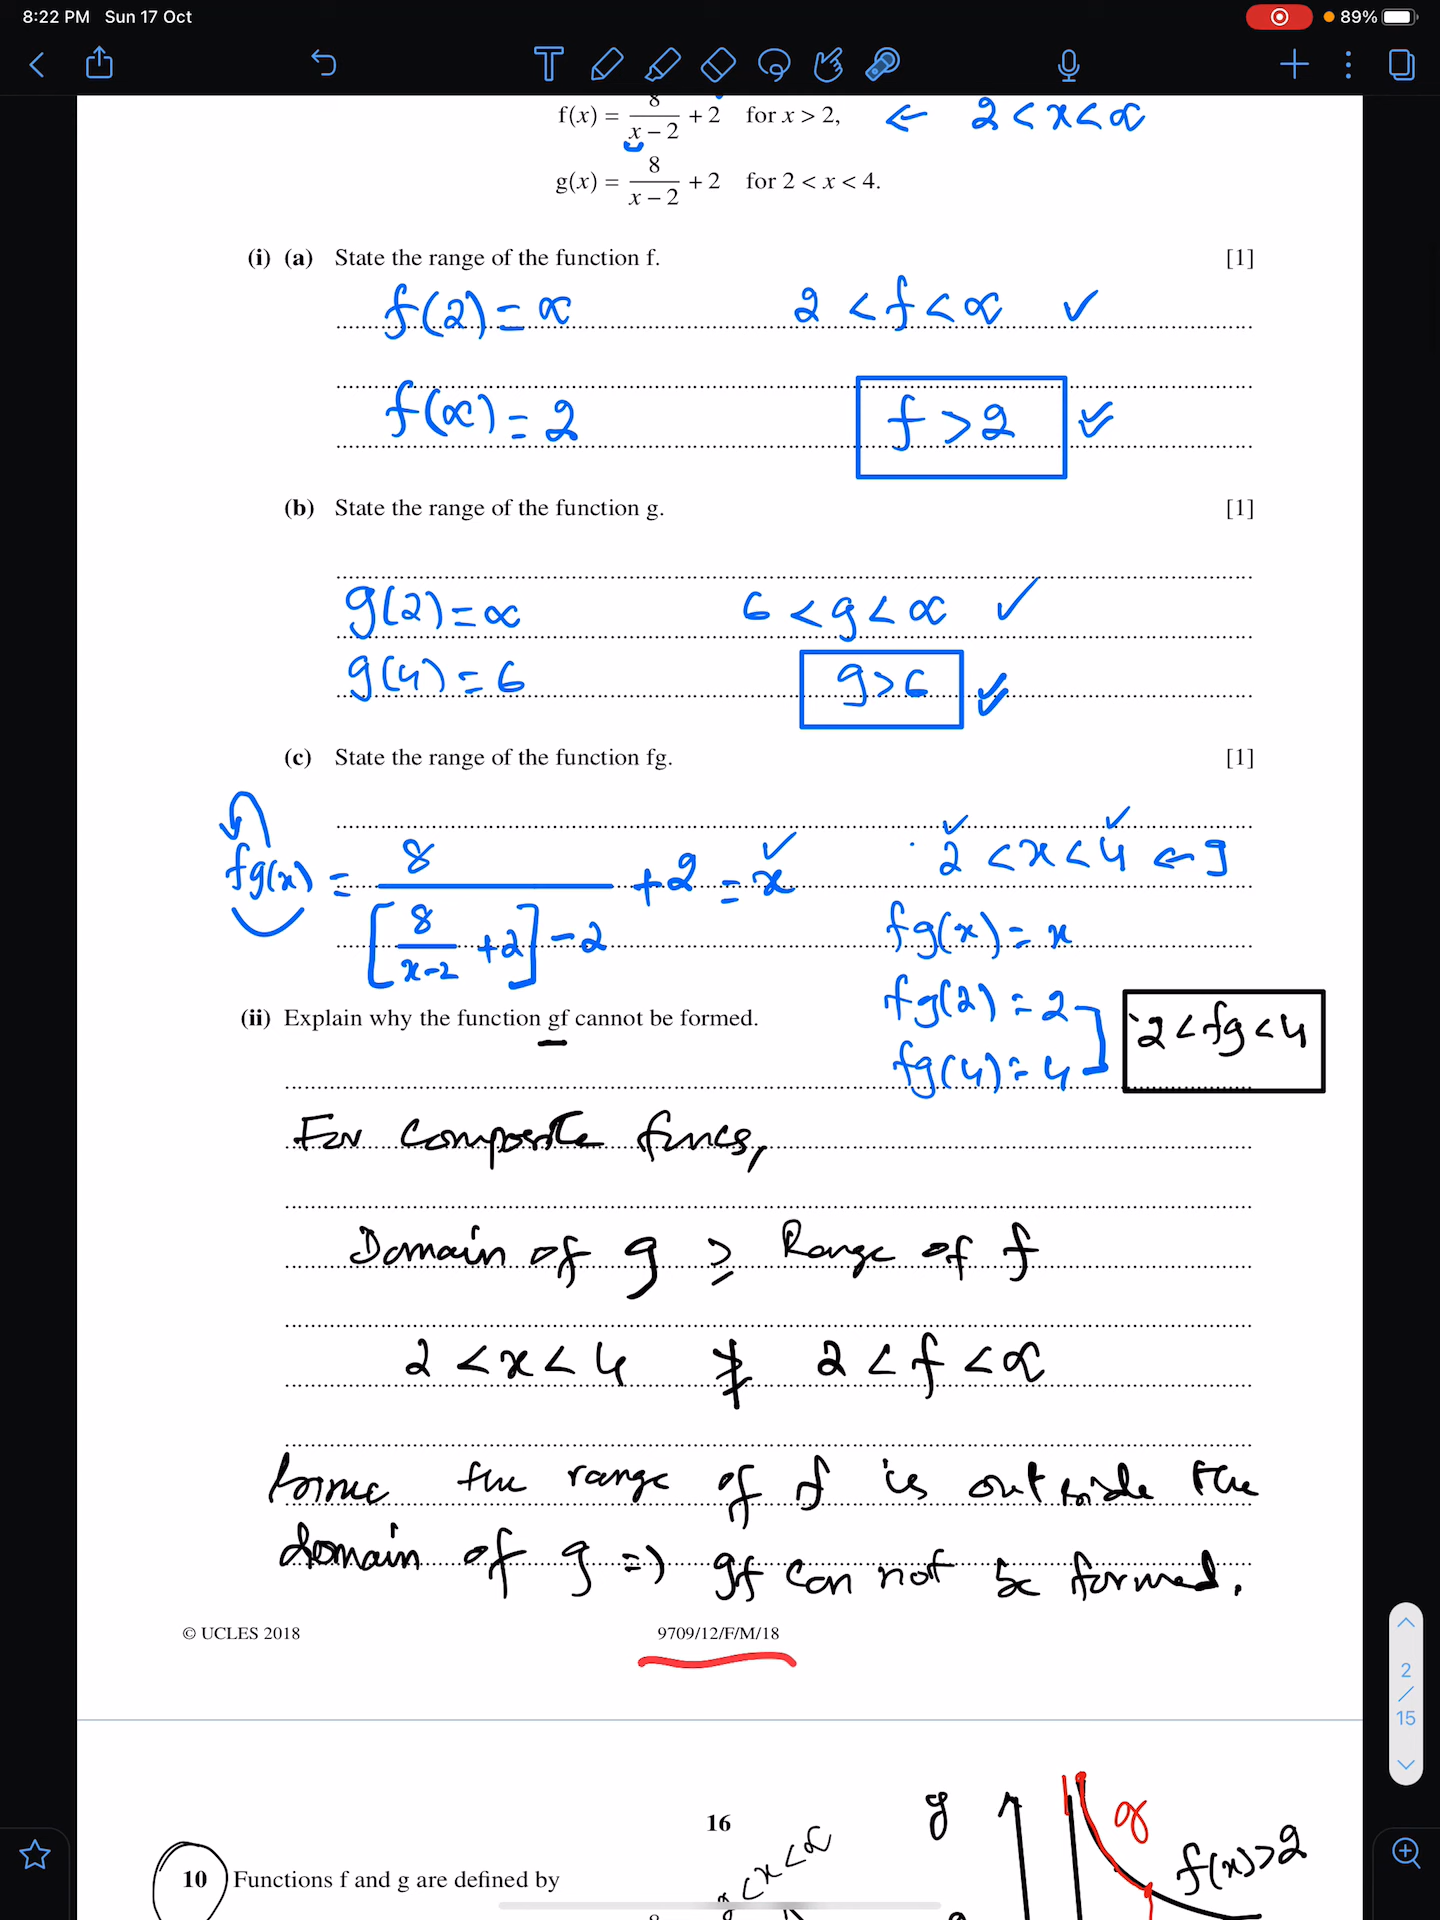 8:22 PM Sun 17 Oct
89%
f(x) = 8/(x − 2) + 2 for x > 2, ← 2 < x < ∝
g(x) = 8/(x − 2) + 2 for 2 < x < 4.
(i) (a) State the range of the function f. [1]
f(2) = ∝ 2 < f < ∝ ✓
f(∝) = 2 f > 2
(b) State the range of the function g. [1]
g(2) = ∝ 6 < g < ∝ ✓
g(4) = 6 g > 6
(c) State the range of the function fg. [1]
2 < x < 4 ← g
fg(x) = 8/([8/(x-2) + 2] - 2) + 2 = x
fg(x) = x
fg(2) = 2
(ii) Explain why the function gf cannot be formed.
2 < fg < 4
fg(4) = 4
For composite funcs,
Domain of g ≥ Range of f
2 < x < 4 ≱ 2 < f < ∝
the range of f is outside the
domain of g => gf can not be formed.
© UCLES 2018 9709/12/F/M/18
2
/
15
16
g
g
f(x)>2
10 Functions f and g are defined by
< x < ∝